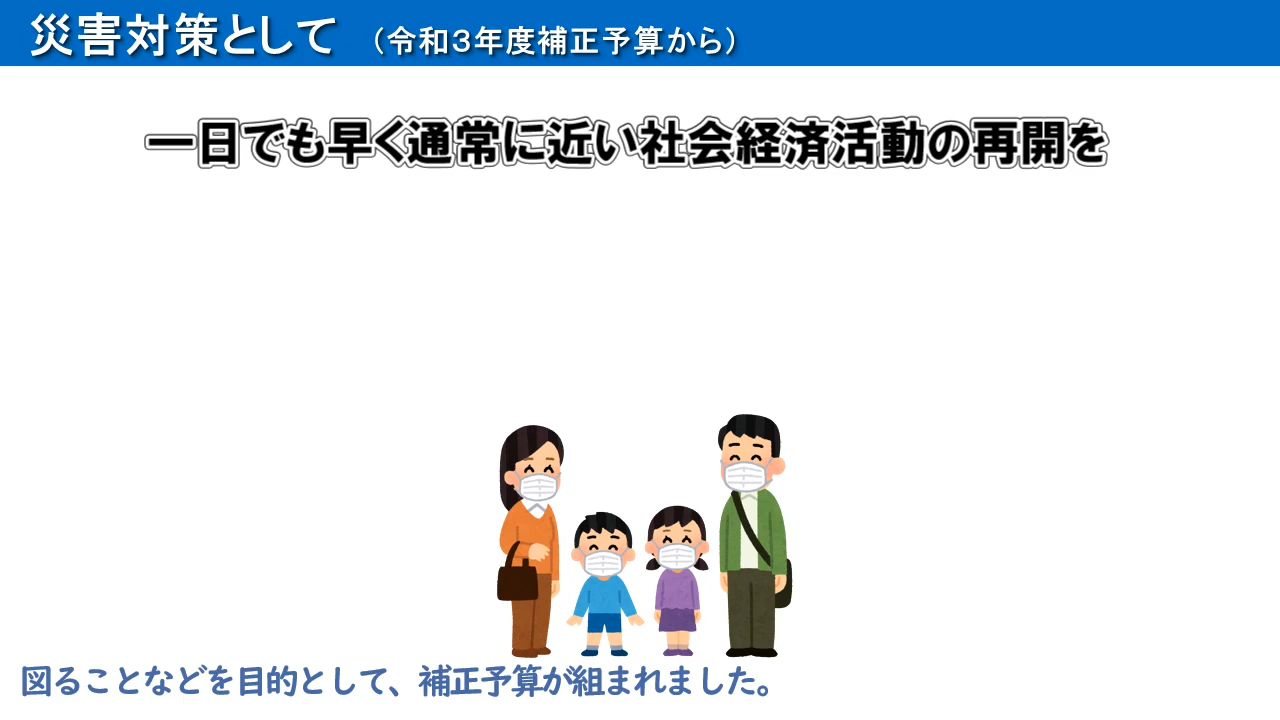 災害対策として （令和３年度補正予算から）
一日でも早く通常に近い社会経済活動の再開を
図ることなどを目的として、補正予算が組まれました。